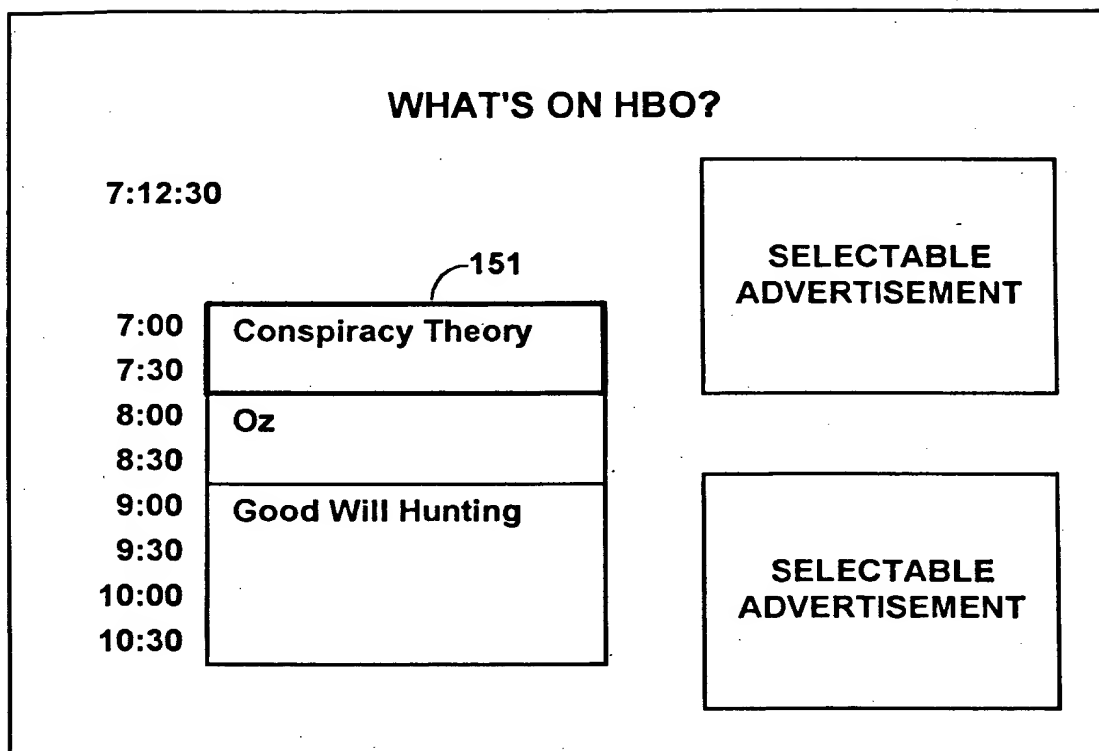 WHAT'S ON HBO?
7:12:30
151
7:00 Conspiracy Theory
7:30
8:00 Oz
8:30
9:00 Good Will Hunting
9:30
10:00
10:30
SELECTABLE
ADVERTISEMENT
SELECTABLE
ADVERTISEMENT